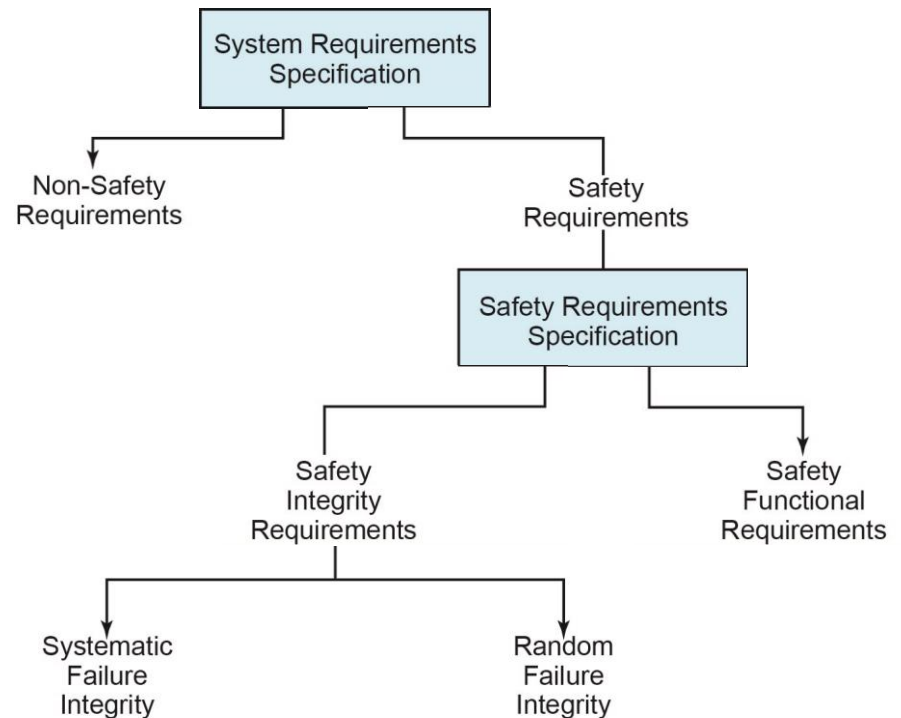 System Requirements
Specification
Non-Safety
Requirements
Safety
Requirements
Safety Requirements
Specification
Safety
Integrity
Requirements
Safety
Functional
Requirements
Systematic
Failure
Integrity
Random
Failure
Integrity